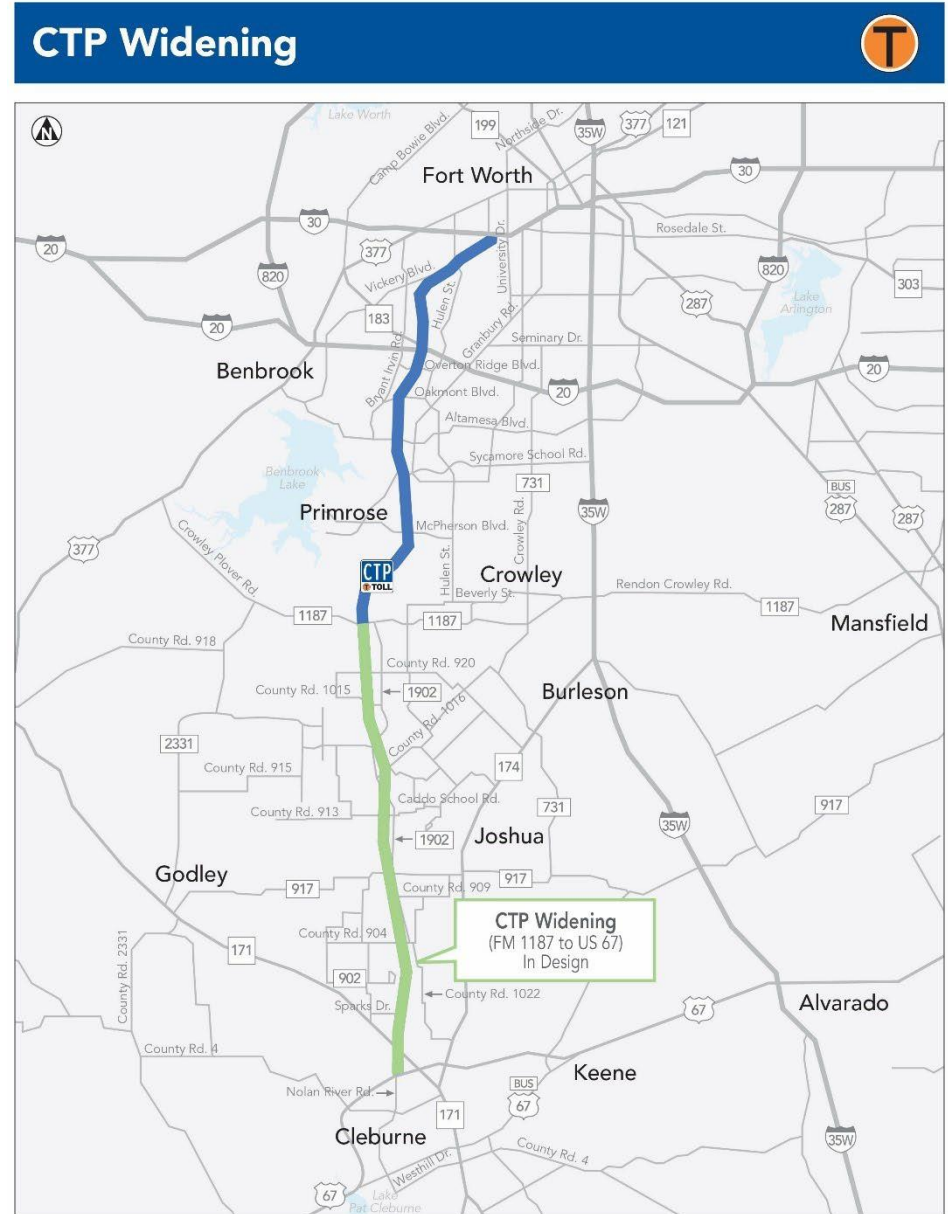 CTP Widening
T
N
Lake Worth
Camp Bowie Blvd.
199
Northside Dr.
35W
377
121
Fort Worth
30
30
20
377
820
Vickery Blvd.
Hulen St.
University Dr.
Rosedale St.
820
303
Lake
Arlington
183
287
20
Bryant Irvin Rd.
Granbury Rd.
Seminary Dr.
Benbrook
Overton Ridge Blvd.
20
Oakmont Blvd.
20
Altamesa Blvd.
Sycamore School Rd.
Benbrook
Lake
731
BUS
287
287
35W
Primrose
McPherson Blvd.
Crowley Rd.
377
Crowley Plover Rd.
CTP
TOLL
Hulen St.
Crowley
Beverly St.
Rendon Crowley Rd.
1187
1187
1187
Mansfield
County Rd. 918
County Rd. 920
County Rd. 1015
1902
County Rd. 1016
Burleson
2331
County Rd. 915
174
County Rd. 913
Caddo School Rd.
731
917
35W
1902
Joshua
Godley
917
County Rd. 909
917
CTP Widening
(FM 1187 to US 67)
In Design
County Rd. 904
County Rd. 2331
171
902
County Rd. 1022
Sparks Dr.
67
Alvarado
County Rd. 4
Keene
Nolan River Rd.
BUS
67
171
Cleburne
35W
County Rd. 4
Westhill Dr.
67
Lake
Pat Cleburne